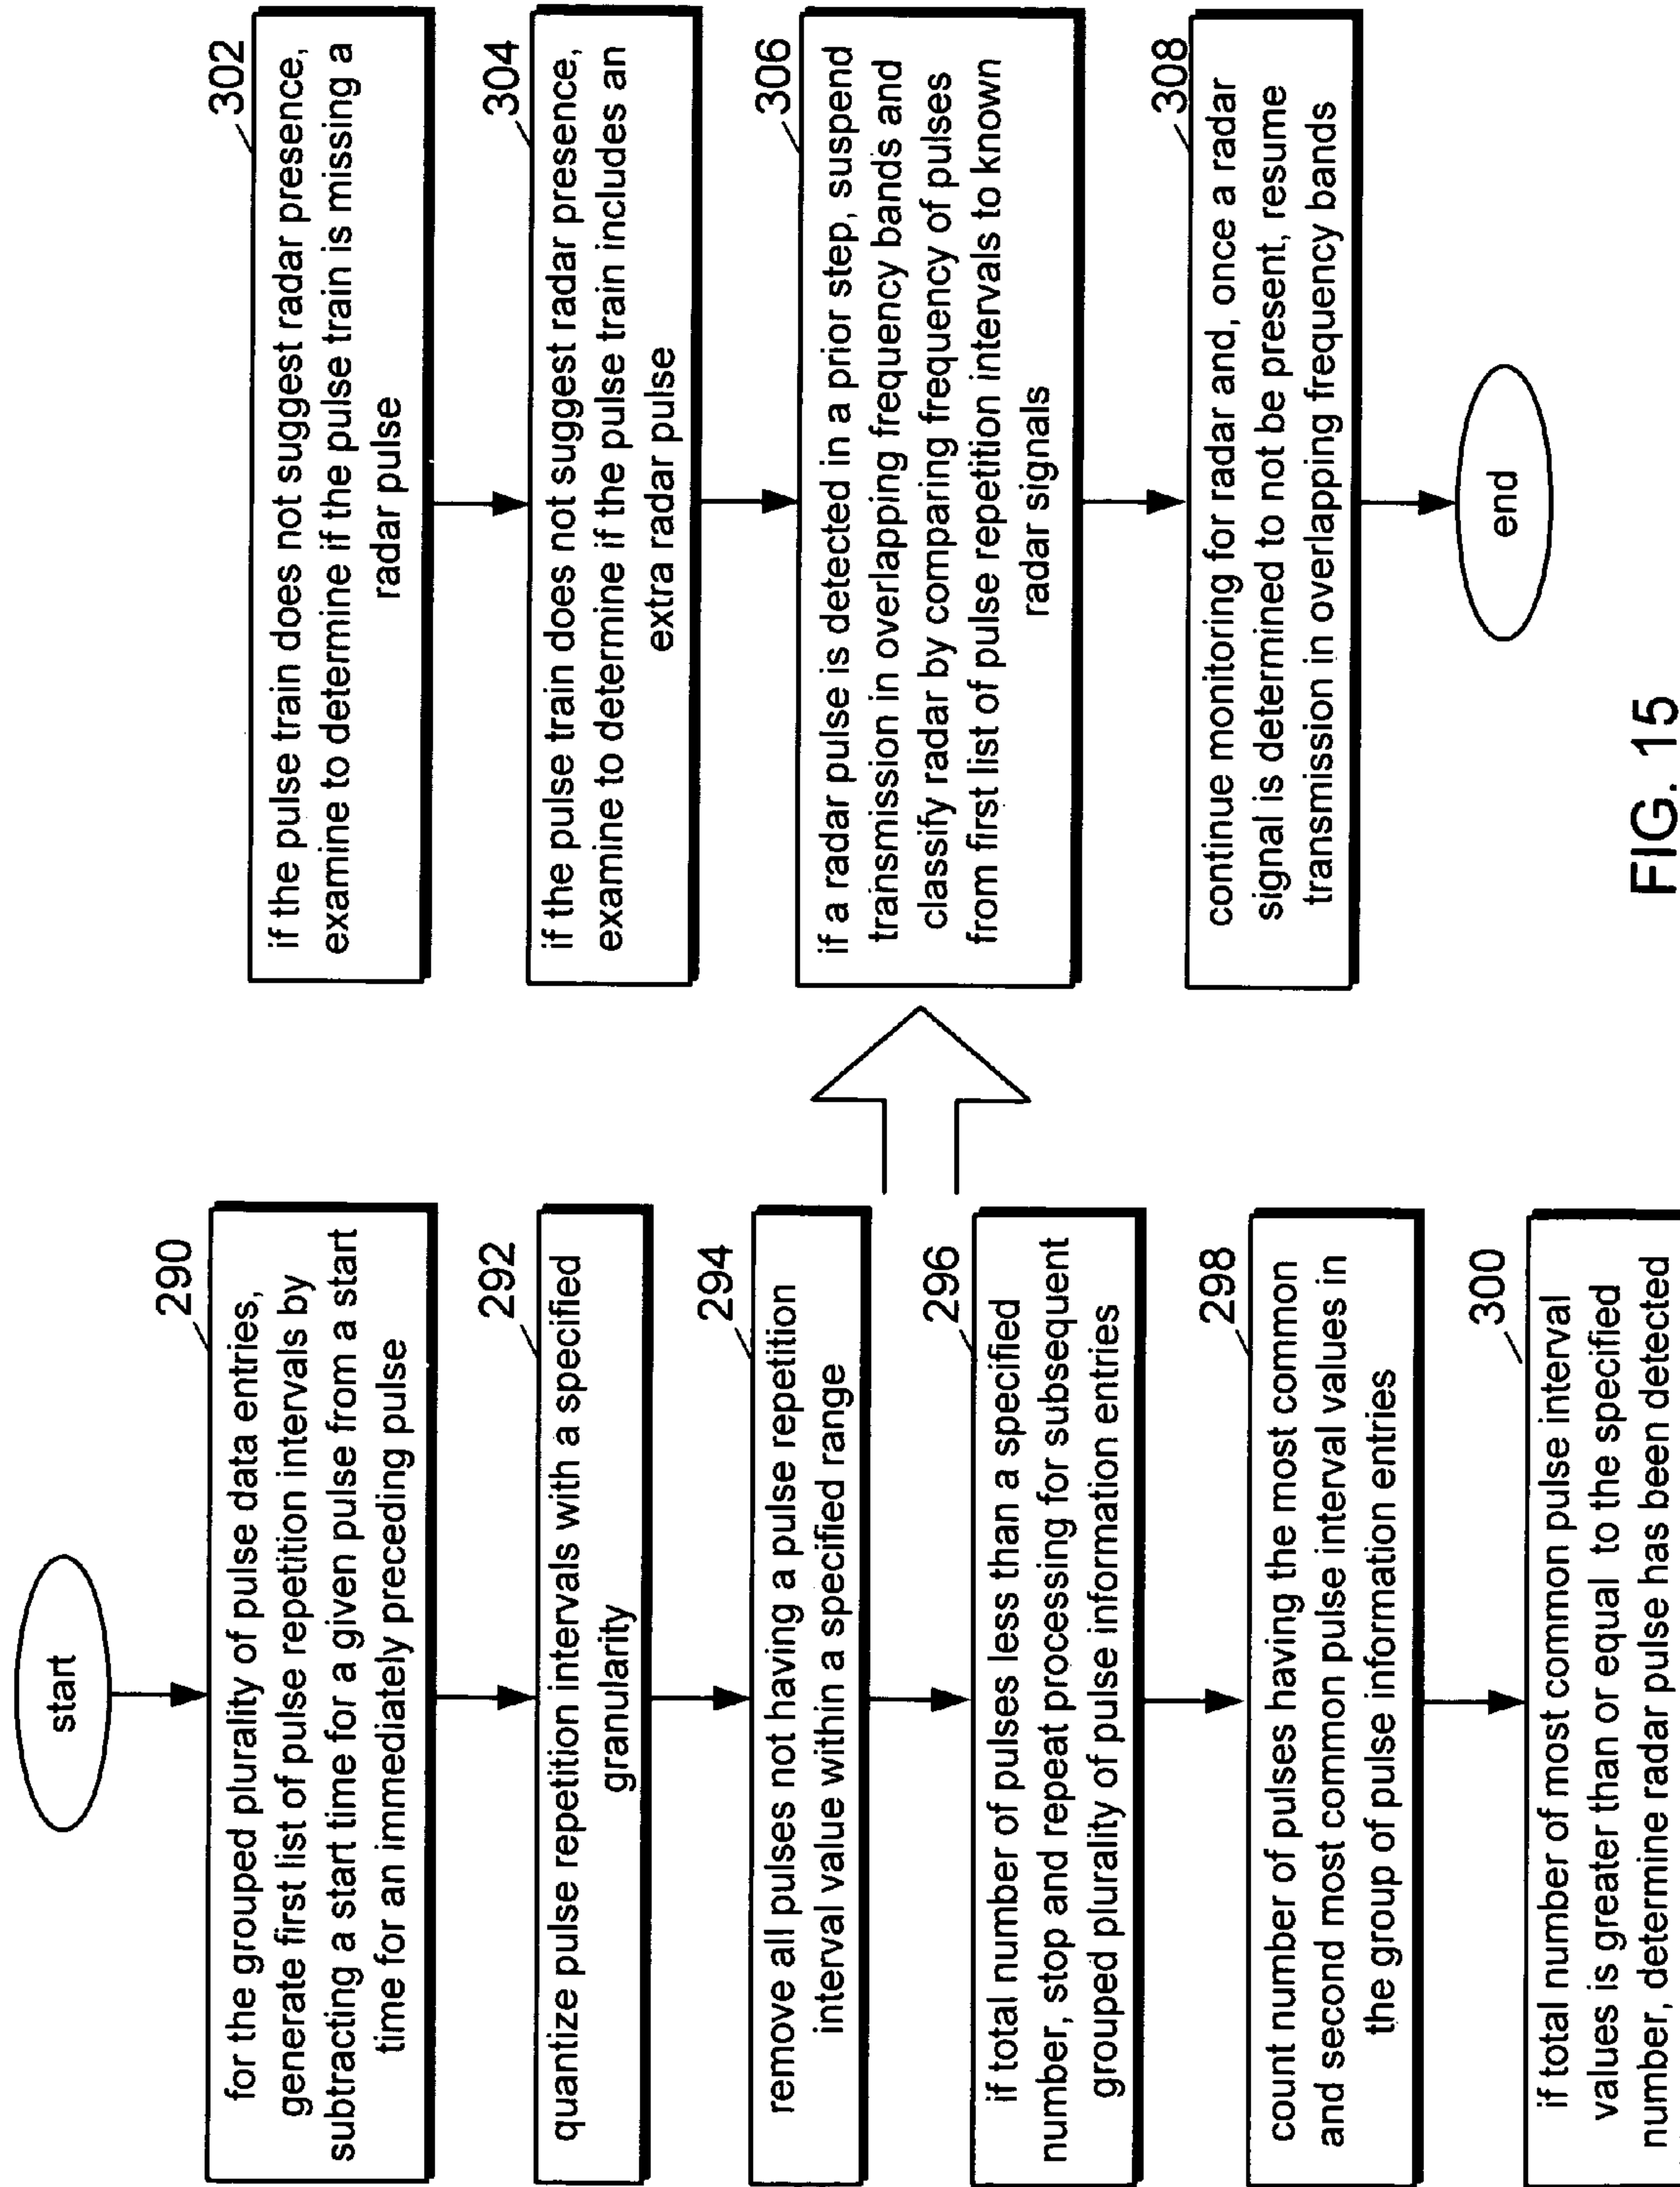 start
290
for the grouped plurality of pulse data entries,
generate first list of pulse repetition intervals by
subtracting a start time for a given pulse from a start
time for an immediately preceding pulse
292
quantize pulse repetition intervals with a specified
granularity
294
remove all pulses not having a pulse repetition
interval value within a specified range
296
if total number of pulses less than a specified
number, stop and repeat processing for subsequent
grouped plurality of pulse information entries
298
count number of pulses having the most common
and second most common pulse interval values in
the group of pulse information entries
300
if total number of most common pulse interval
values is greater than or equal to the specified
number, determine radar pulse has been detected
302
if the pulse train does not suggest radar presence,
examine to determine if the pulse train is missing a
radar pulse
304
if the pulse train does not suggest radar presence,
examine to determine if the pulse train includes an
extra radar pulse
306
if a radar pulse is detected in a prior step, suspend
transmission in overlapping frequency bands and
classify radar by comparing frequency of pulses
from first list of pulse repetition intervals to known
radar signals
308
continue monitoring for radar and, once a radar
signal is determined to not be present, resume
transmission in overlapping frequency bands
end
FIG. 15